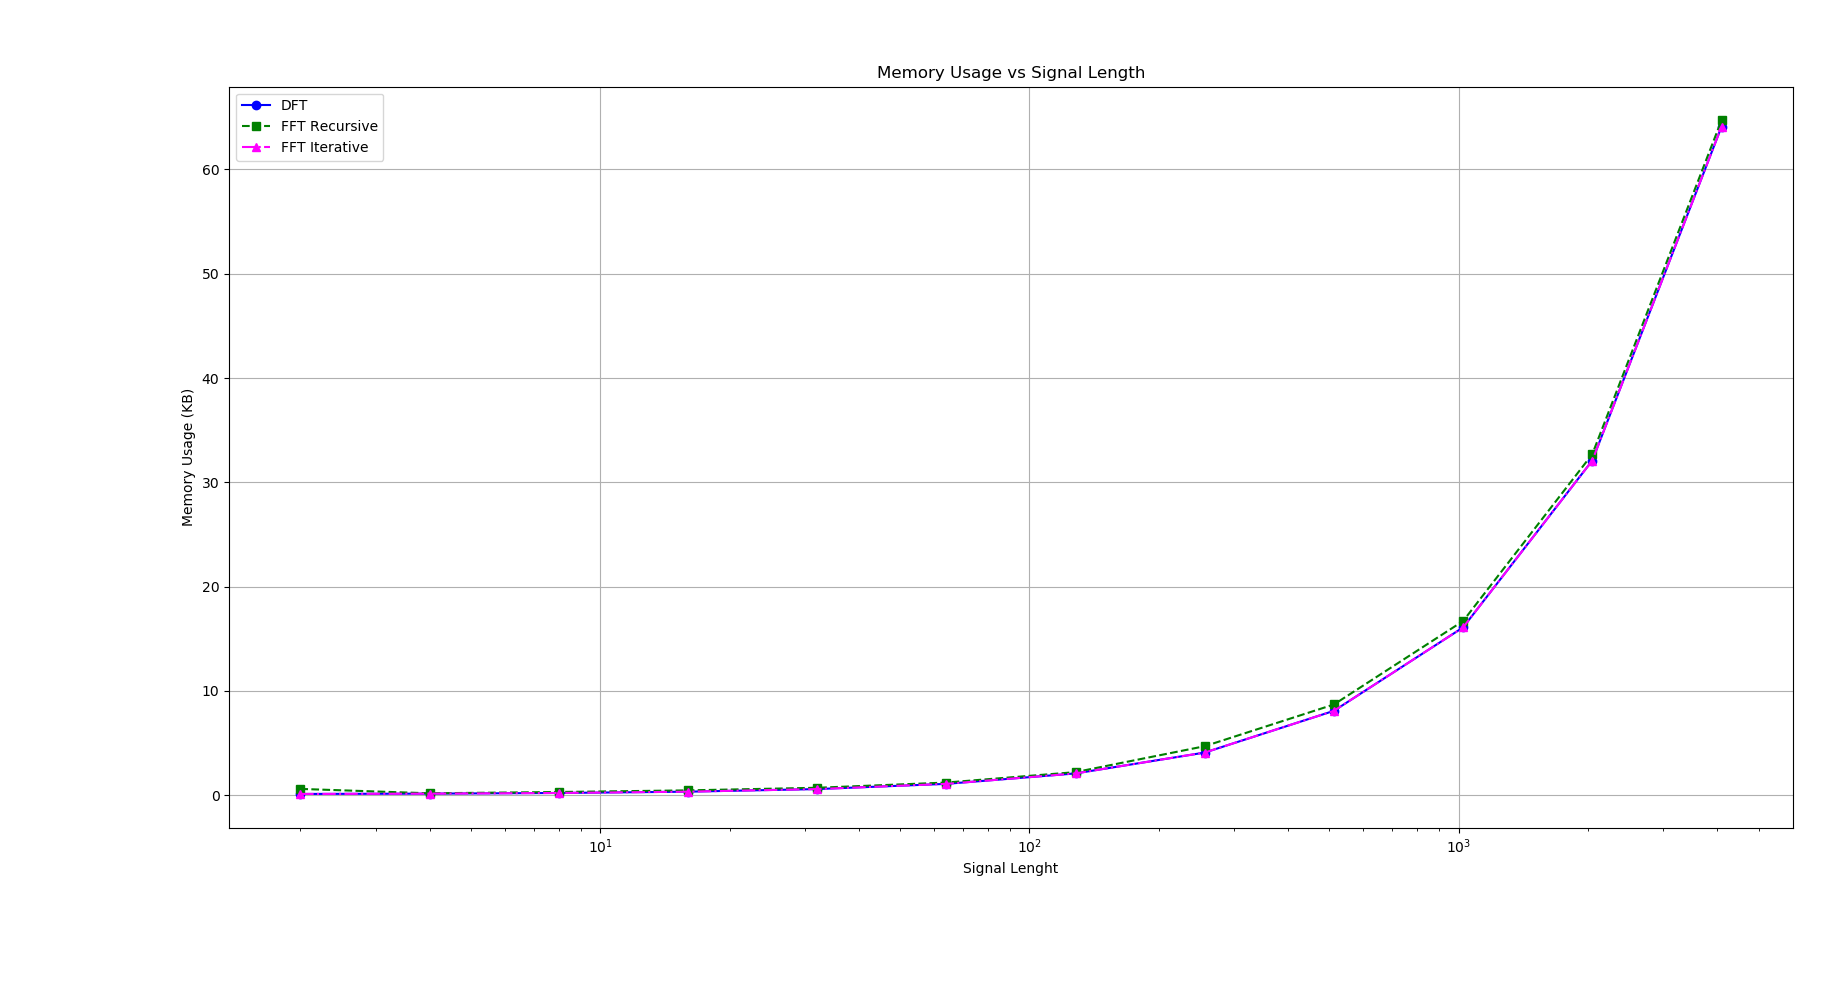 Memory Usage vs Signal Length
DFT
FFT Recursive
FFT Iterative
60
50
40
30
20
10
0
Memory Usage (KB)
10¹ 10² 10³
Signal Lenght